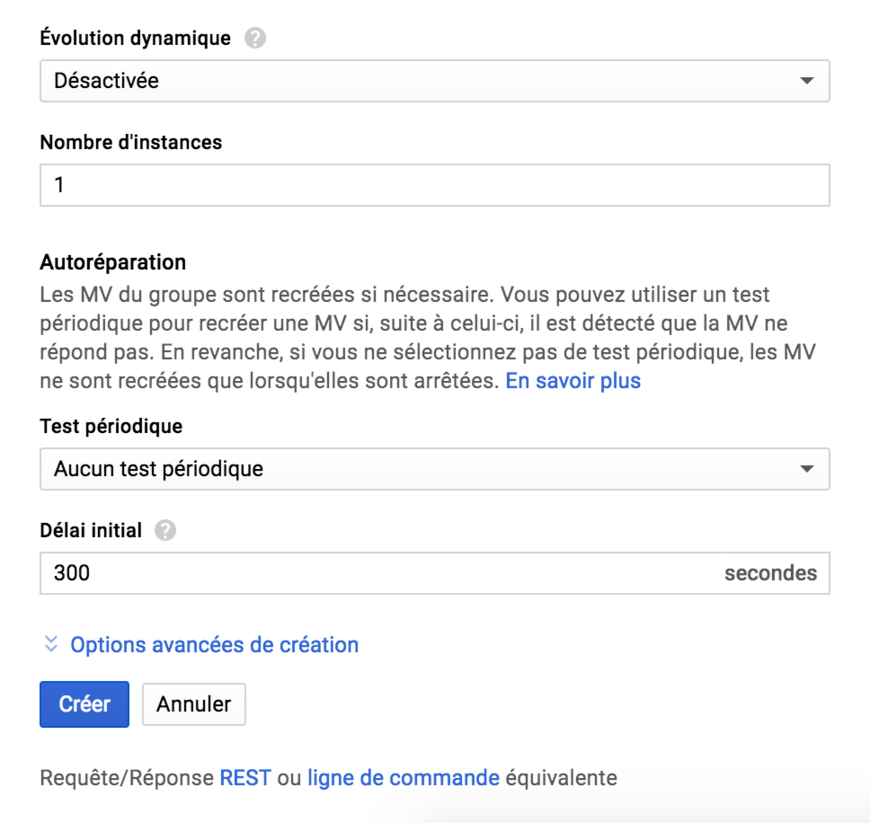 Évolution dynamique ?
Désactivée
Nombre d'instances
1
Autoréparation
Les MV du groupe sont recréées si nécessaire. Vous pouvez utiliser un test
périodique pour recréer une MV si, suite à celui-ci, il est détecté que la MV ne
répond pas. En revanche, si vous ne sélectionnez pas de test périodique, les MV
ne sont recréées que lorsqu'elles sont arrêtées. En savoir plus
Test périodique
Aucun test périodique
Délai initial ?
300 secondes
Options avancées de création
Créer Annuler
Requête/Réponse REST ou ligne de commande équivalente